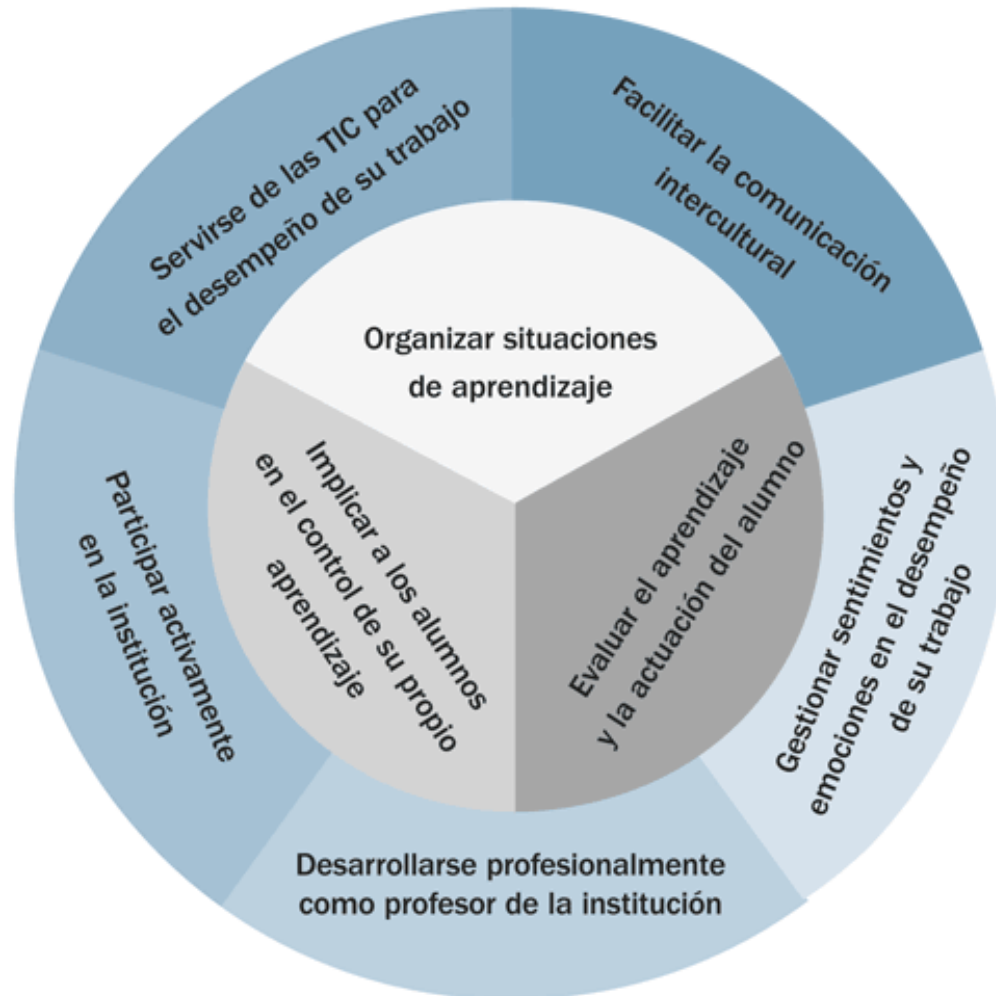 Servirse de las TIC para
el desempeño de su trabajo
Facilitar la comunicación
intercultural
Organizar situaciones
de aprendizaje
Implicar a los alumnos
en el control de su propio
aprendizaje
Evaluar el aprendizaje
y la actuación del alumno
Participar activamente
en la institución
Gestionar sentimientos y
emociones en el desempeño
de su trabajo
Desarrollarse profesionalmente
como profesor de la institución